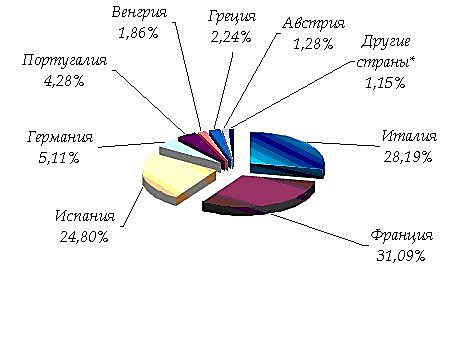 Венгрия
1,86%
Греция
2,24%
Австрия
1,28%
Другие
страны*
1,15%
Португалия
4,28%
Германия
5,11%
Италия
28,19%
Испания
24,80%
Франция
31,09%